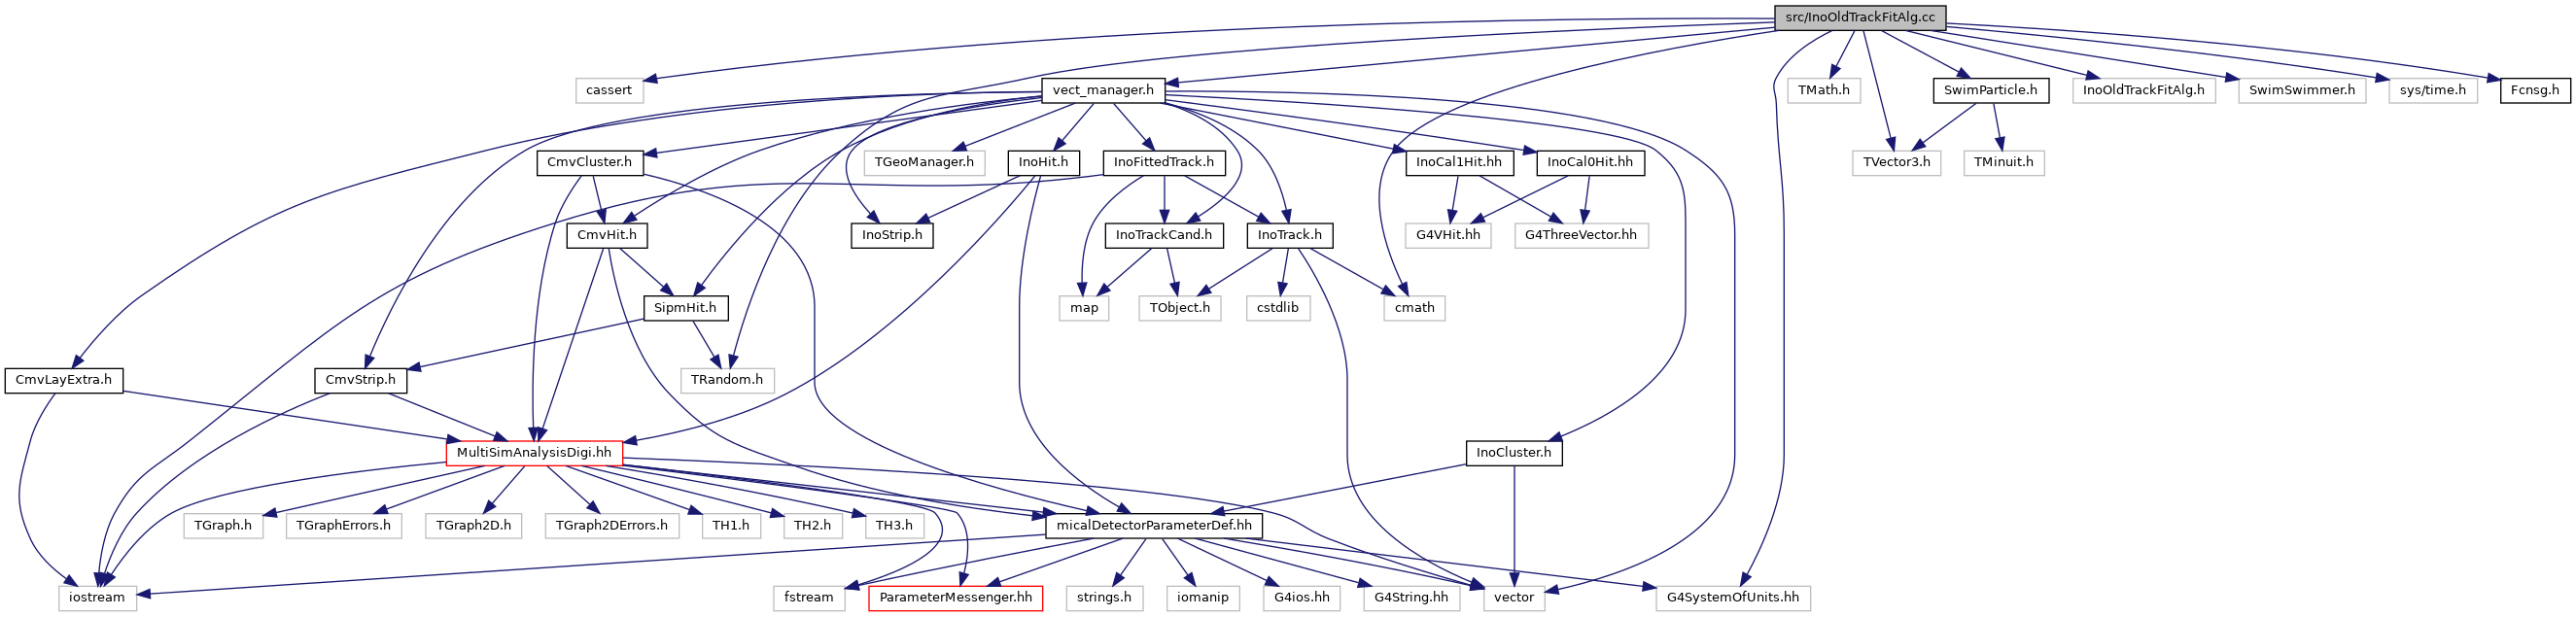 src/InoOldTrackFitAlg.cc
cassert
vect_manager.h
TMath.h
SwimParticle.h
InoOldTrackFitAlg.h
SwimSwimmer.h
sys/time.h
Fcnsg.h
CmvCluster.h
TGeoManager.h
InoHit.h
InoFittedTrack.h
InoCal1Hit.hh
InoCal0Hit.hh
TVector3.h
TMinuit.h
CmvHit.h
InoStrip.h
InoTrackCand.h
InoTrack.h
G4VHit.hh
G4ThreeVector.hh
SipmHit.h
map
TObject.h
cstdlib
cmath
CmvLayExtra.h
CmvStrip.h
TRandom.h
MultiSimAnalysisDigi.hh
InoCluster.h
TGraph.h
TGraphErrors.h
TGraph2D.h
TGraph2DErrors.h
TH1.h
TH2.h
TH3.h
micalDetectorParameterDef.hh
iostream
fstream
ParameterMessenger.hh
strings.h
iomanip
G4ios.hh
G4String.hh
vector
G4SystemOfUnits.hh